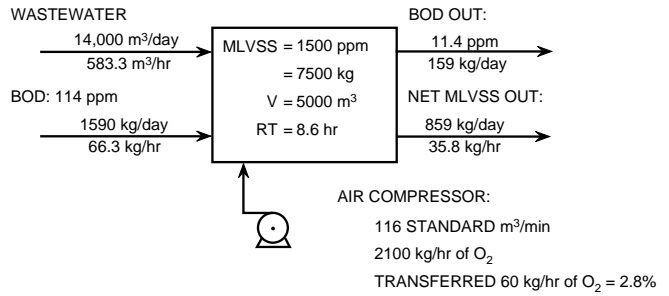 WASTEWATER
14,000 m³/day
583.3 m³/hr
BOD: 114 ppm
1590 kg/day
66.3 kg/hr
MLVSS = 1500 ppm
= 7500 kg
V = 5000 m³
RT = 8.6 hr
BOD OUT:
11.4 ppm
159 kg/day
NET MLVSS OUT:
859 kg/day
35.8 kg/hr
AIR COMPRESSOR:
116 STANDARD m³/min
2100 kg/hr of O₂
TRANSFERRED 60 kg/hr of O₂ = 2.8%